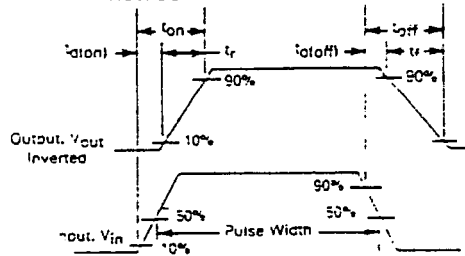 ton
toff
td(on)
tr
td(off)
tf
90%
90%
Output, Vout
Inverted
10%
90%
50%
50%
Vin
Pulse Width
10%